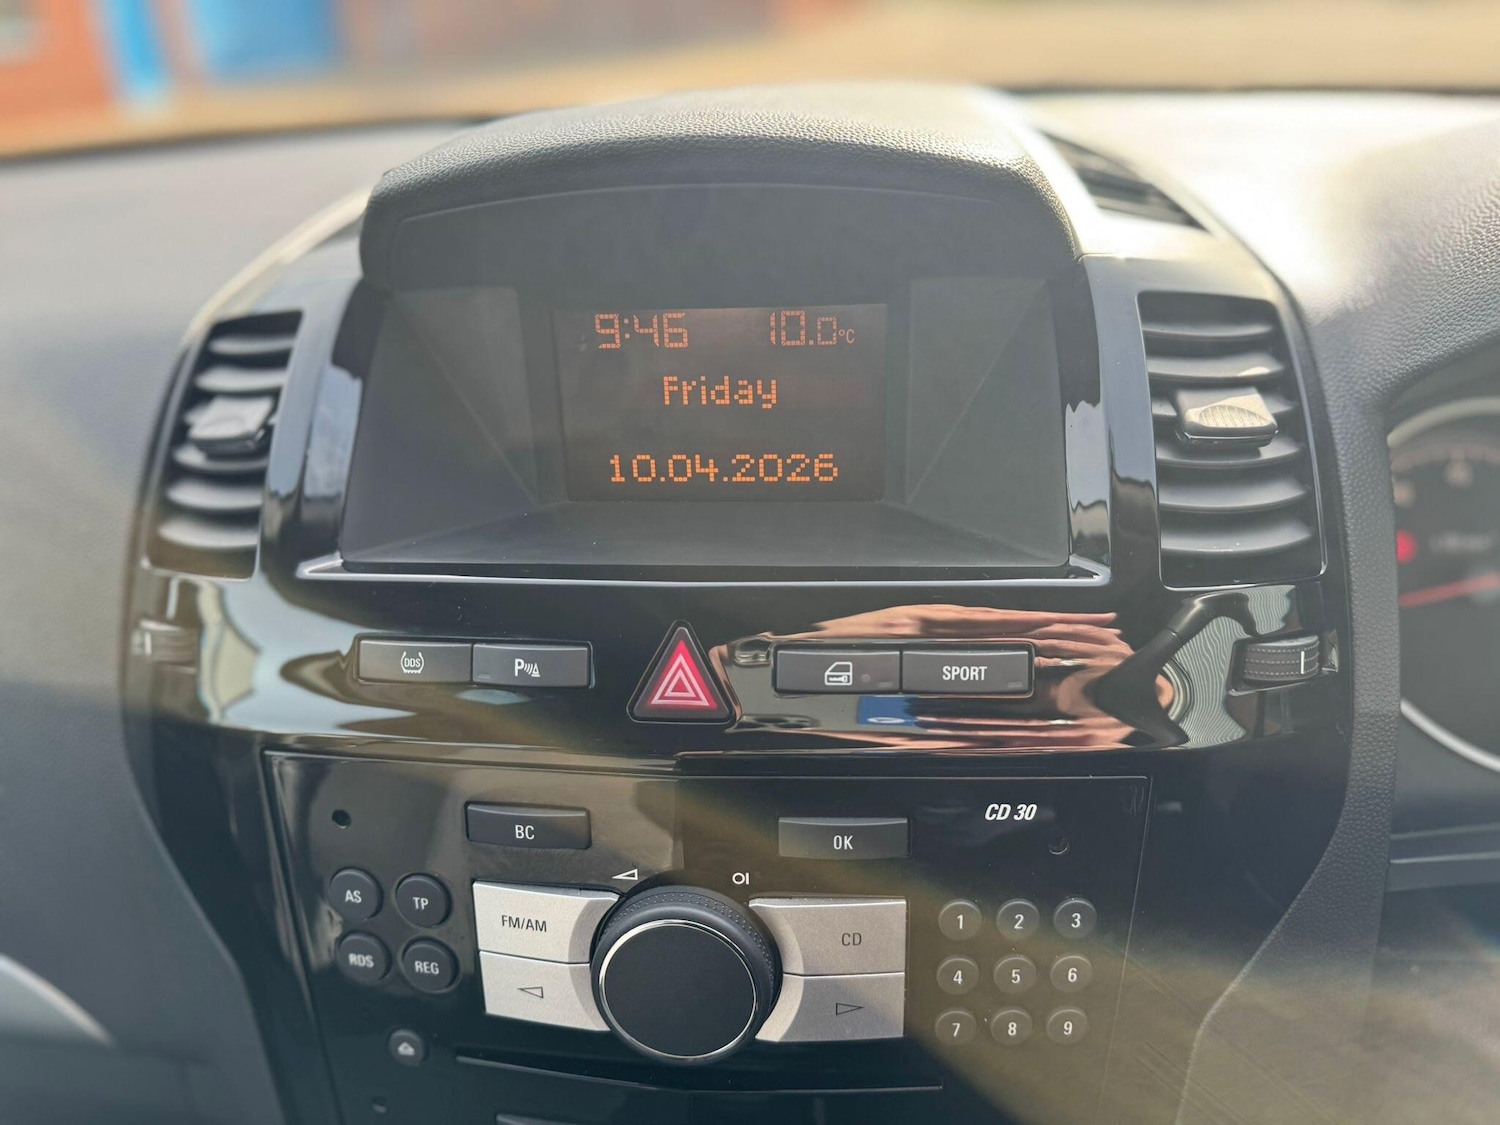 9:46 10.0°C
Friday
10.04.2026
DDS P SPORT
CD 30
BC OK
AS TP FM/AM CD 1 2 3
RDS REG 4 5 6
7 8 9